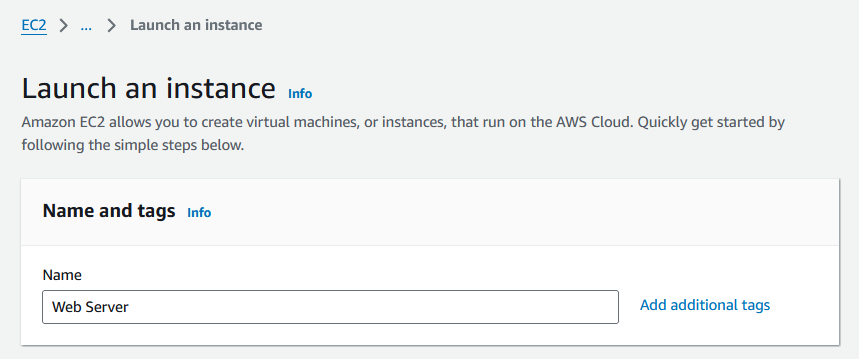 EC2 > ... > Launch an instance
Launch an instance Info
Amazon EC2 allows you to create virtual machines, or instances, that run on the AWS Cloud. Quickly get started by
following the simple steps below.
Name and tags Info
Name
Web Server Add additional tags